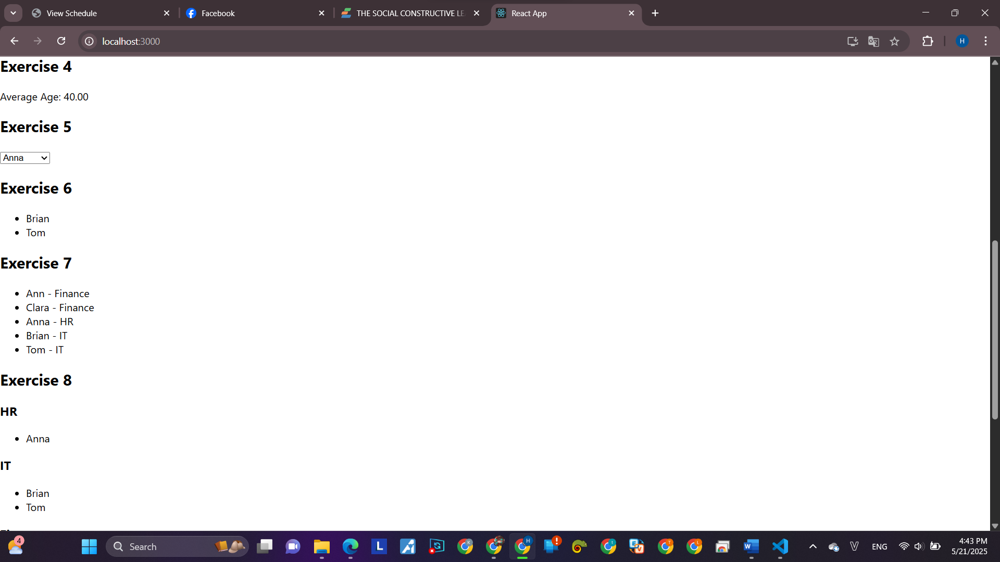 View Schedule
Facebook
THE SOCIAL CONSTRUCTIVE LE
React App
localhost:3000
H
Exercise 4
Average Age: 40.00
Exercise 5
Anna
Exercise 6
Brian
Tom
Exercise 7
Ann - Finance
Clara - Finance
Anna - HR
Brian - IT
Tom - IT
Exercise 8
HR
Anna
IT
Brian
Tom
4
Search
L
K
H
T
L
W
V
ENG
4:43 PM
5/21/2025